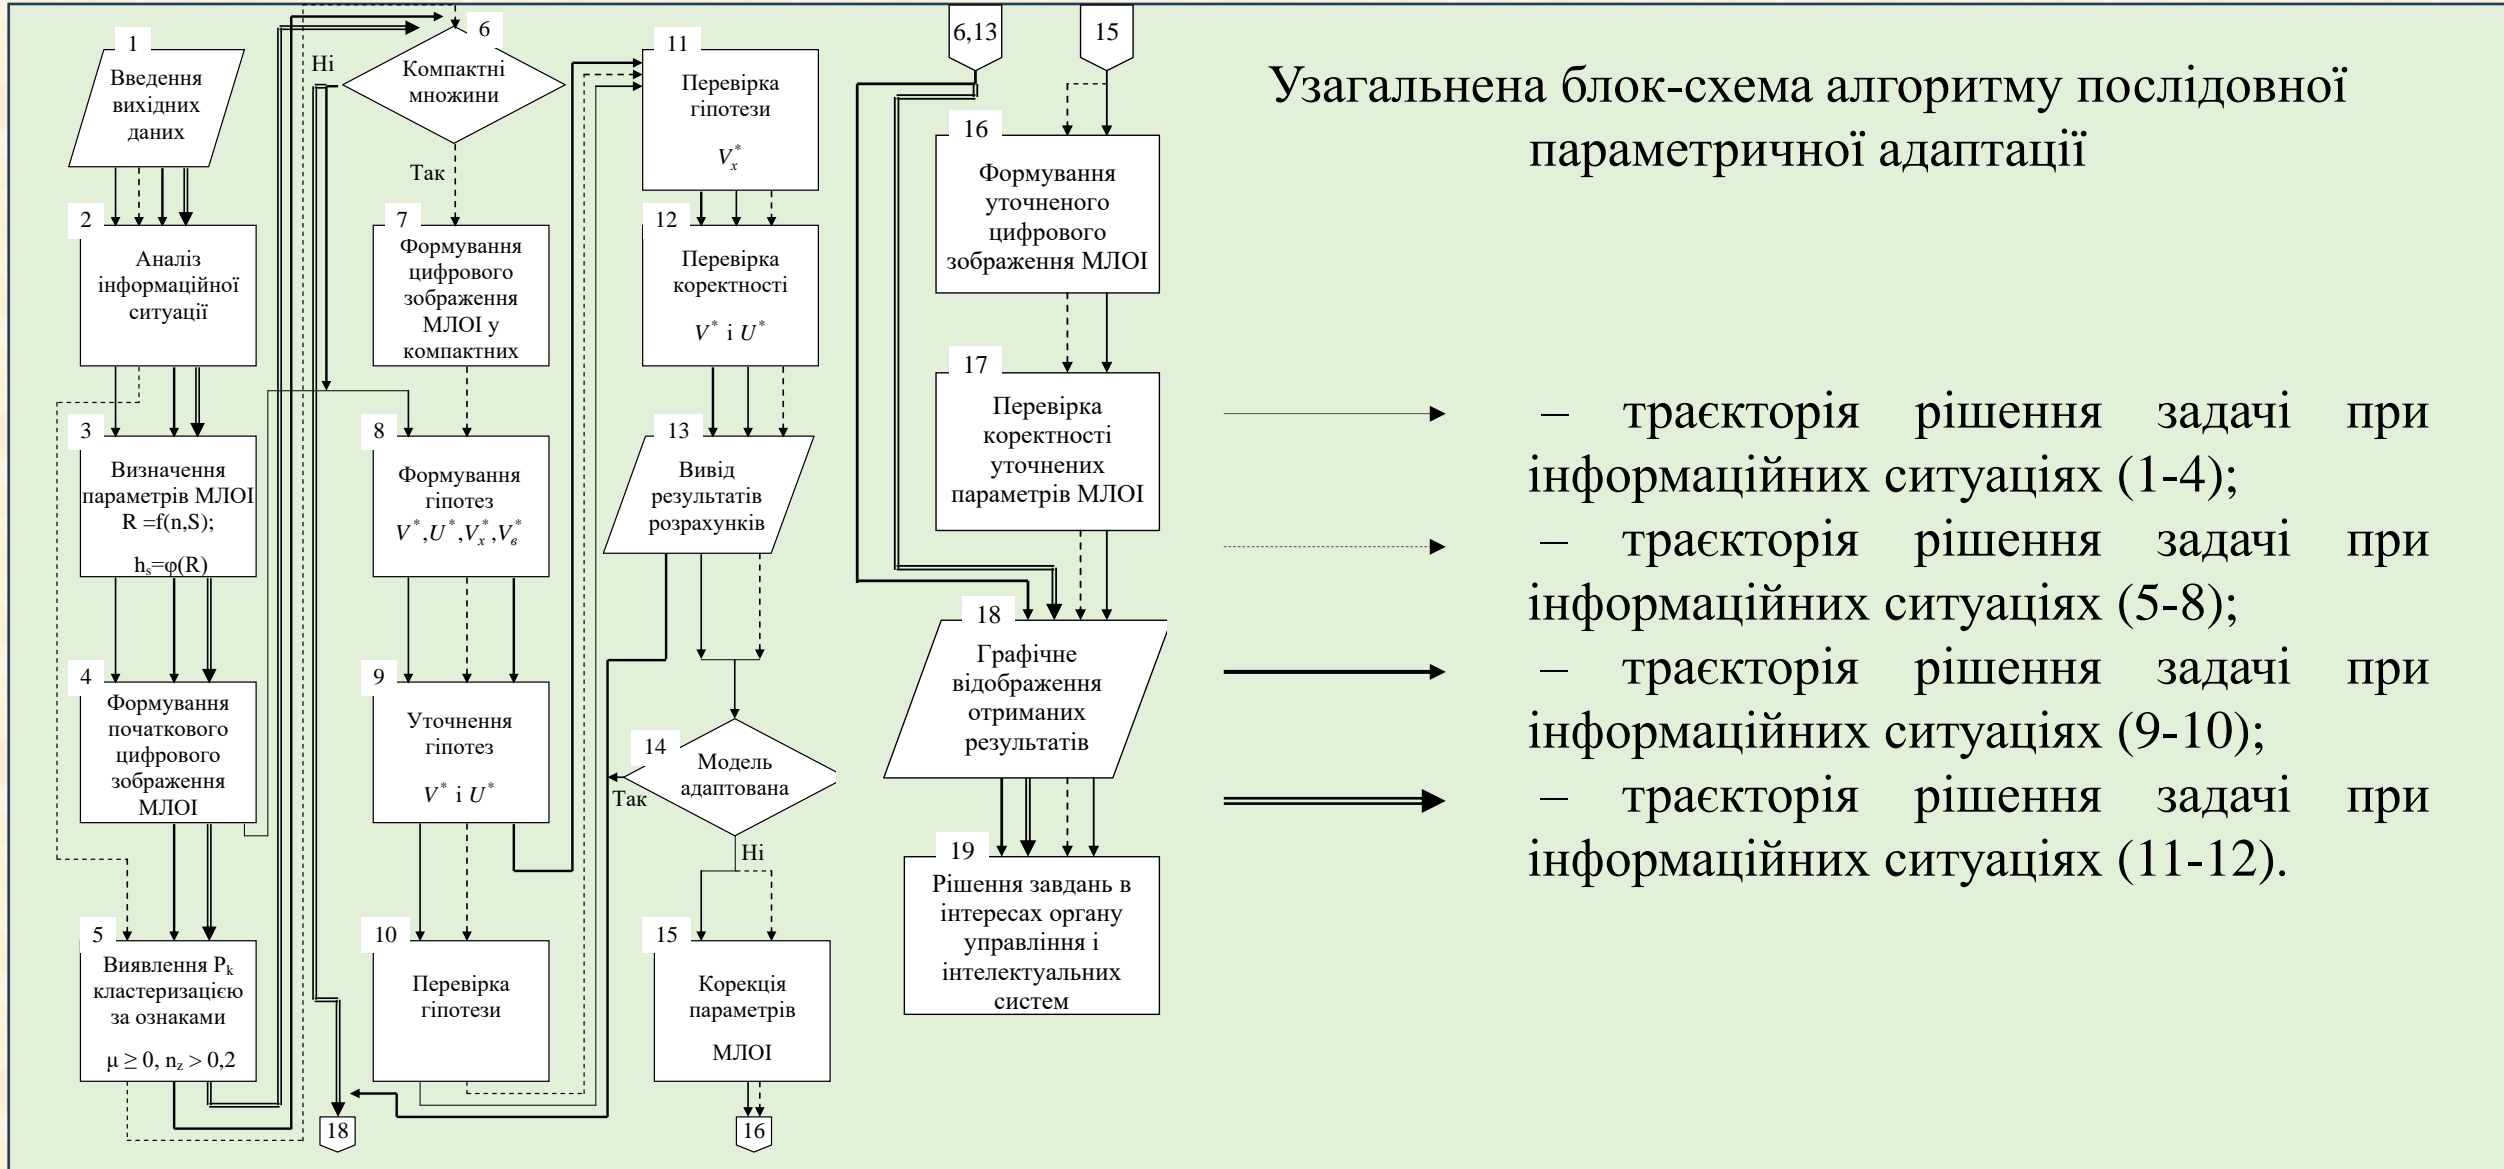 Узагальнена блок-схема алгоритму послідовної
параметричної адаптації
1
Введення
вихідних
даних
2
Аналіз
інформаційної
ситуації
3
Визначення
параметрів МЛОІ
R =f(n,S);
hₛ=φ(R)
4
Формування
початкового
цифрового
зображення
МЛОІ
5
Виявлення Pₖ
кластеризацією
за ознаками
μ ≥ 0, n_z > 0,2
6
Компактні
множини
Ні
Так
7
Формування
цифрового
зображення
МЛОІ у
компактних
8
Формування
гіпотез
V*,U*,Vₓ*,V_в*
9
Уточнення
гіпотез
V* і U*
10
Перевірка
гіпотези
18
11
Перевірка
гіпотези
Vₓ*
12
Перевірка
коректності
V* і U*
13
Вивід
результатів
розрахунків
14
Модель
адаптована
Так
Ні
15
Корекція
параметрів
МЛОІ
16
6,13
15
16
Формування
уточненого
цифрового
зображення МЛОІ
17
Перевірка
коректності
уточнених
параметрів МЛОІ
18
Графічне
відображення
отриманих
результатів
19
Рішення завдань в
інтересах органу
управління і
інтелектуальних
систем
– траєкторія рішення задачі при
інформаційних ситуаціях (1-4);
– траєкторія рішення задачі при
інформаційних ситуаціях (5-8);
– траєкторія рішення задачі при
інформаційних ситуаціях (9-10);
– траєкторія рішення задачі при
інформаційних ситуаціях (11-12).